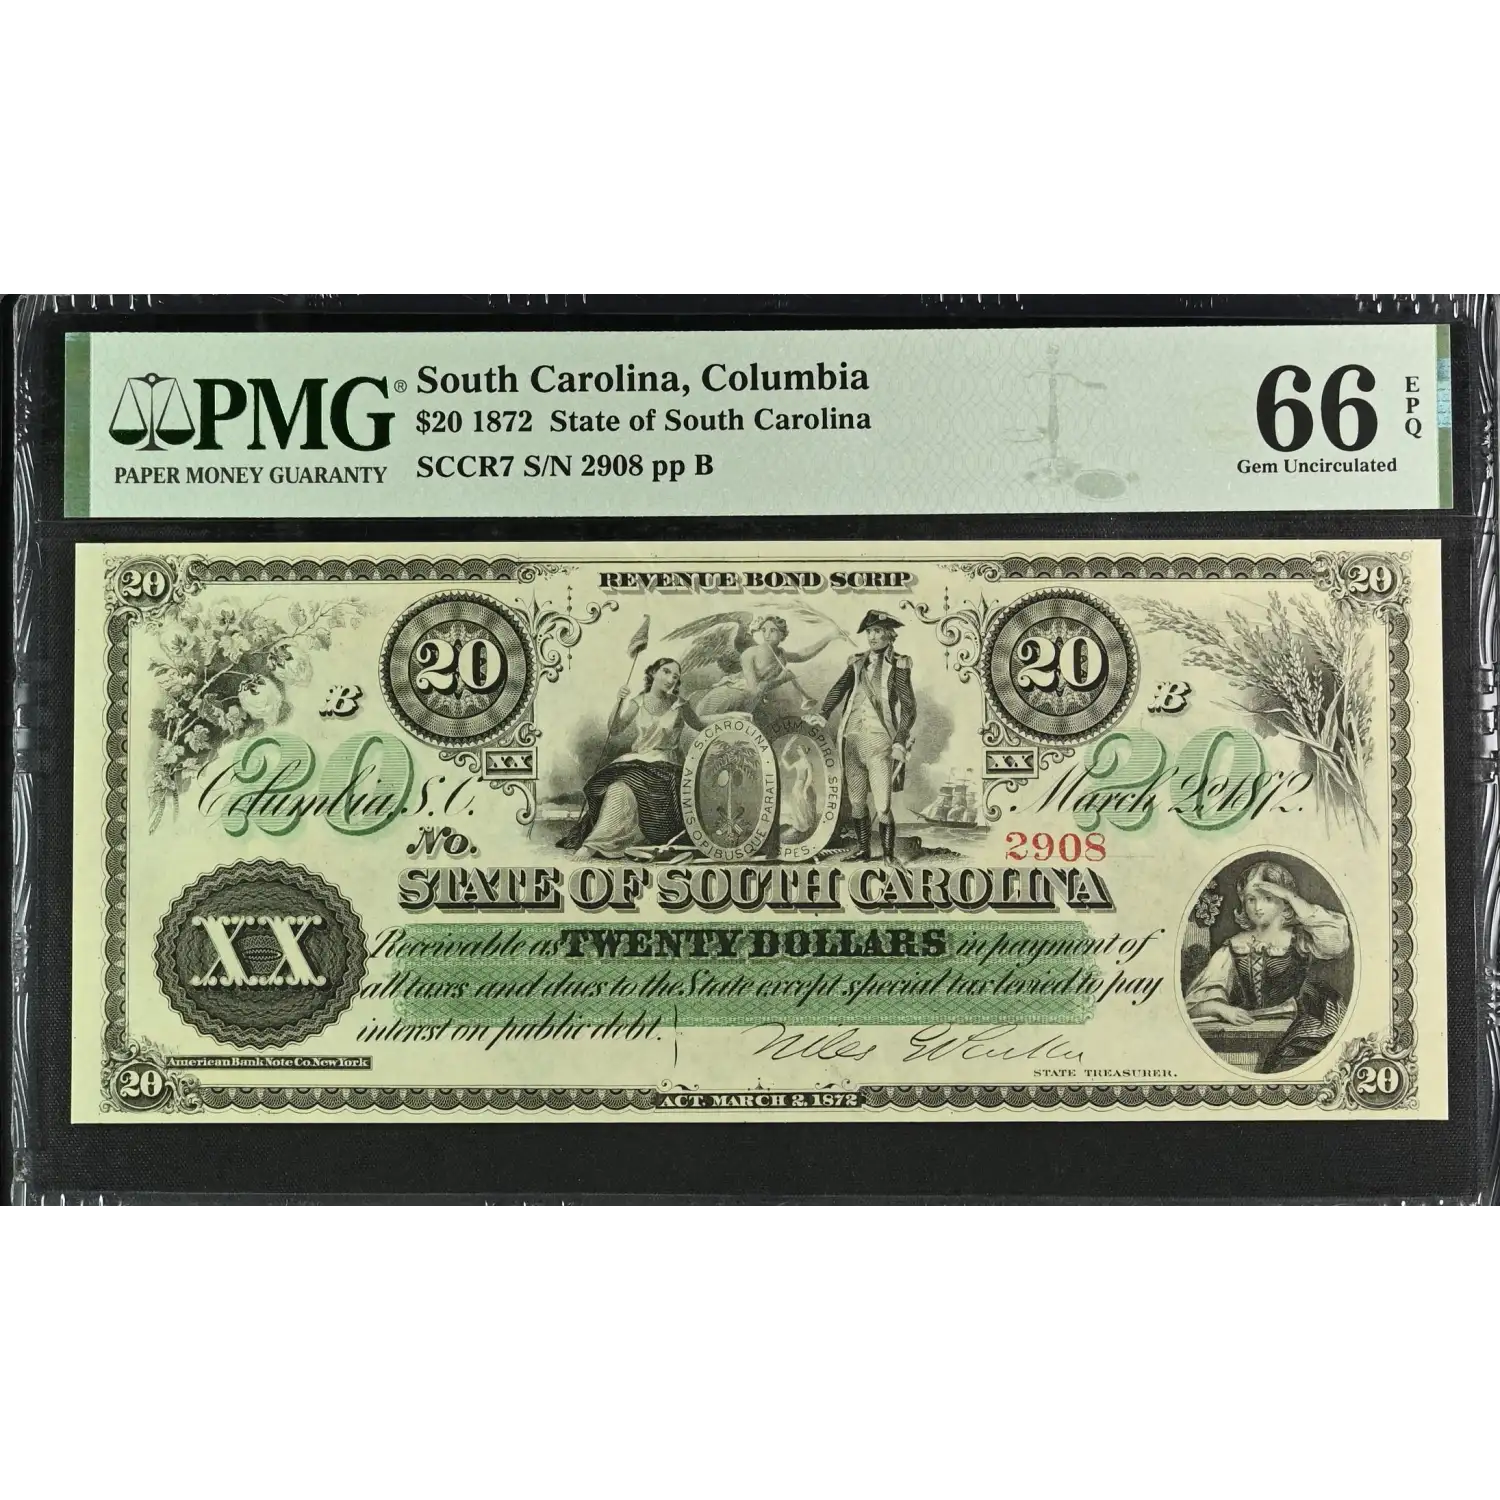 PMG®
PAPER MONEY GUARANTY
South Carolina, Columbia
$20 1872 State of South Carolina
SCCR7 S/N 2908 pp B
66
EPQ
Gem Uncirculated
20
REVENUE BOND SCRIP
20
20
20
B
B
20
20
XX
XX
Columbia, S.C.
March 2d 1872.
S. CAROLINA
ANIMIS OPIBUSQUE PARATI
DUM SPIRO SPERO.
SPES.
No.
2908
STATE OF SOUTH CAROLINA
XX
Receivable as TWENTY DOLLARS in payment of
all taxes and dues to the State except special tax levied to pay
interest on public debt.
Niles G Parker
STATE TREASURER.
American Bank Note Co. New York
20
ACT. MARCH 2, 1872
20